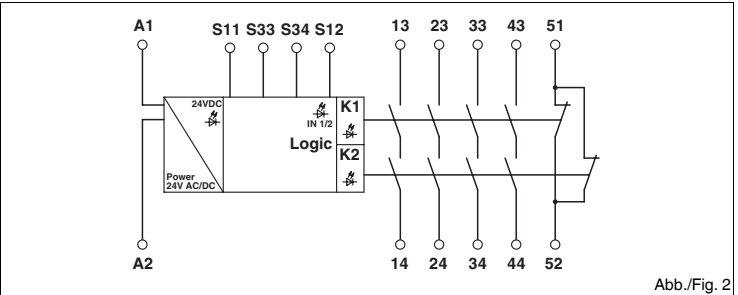 A1 S11 S33 S34 S12 13 23 33 43 51
24VDC
IN 1/2
K1
Logic
K2
Power
24V AC/DC
A2 14 24 34 44 52
Abb./Fig. 2